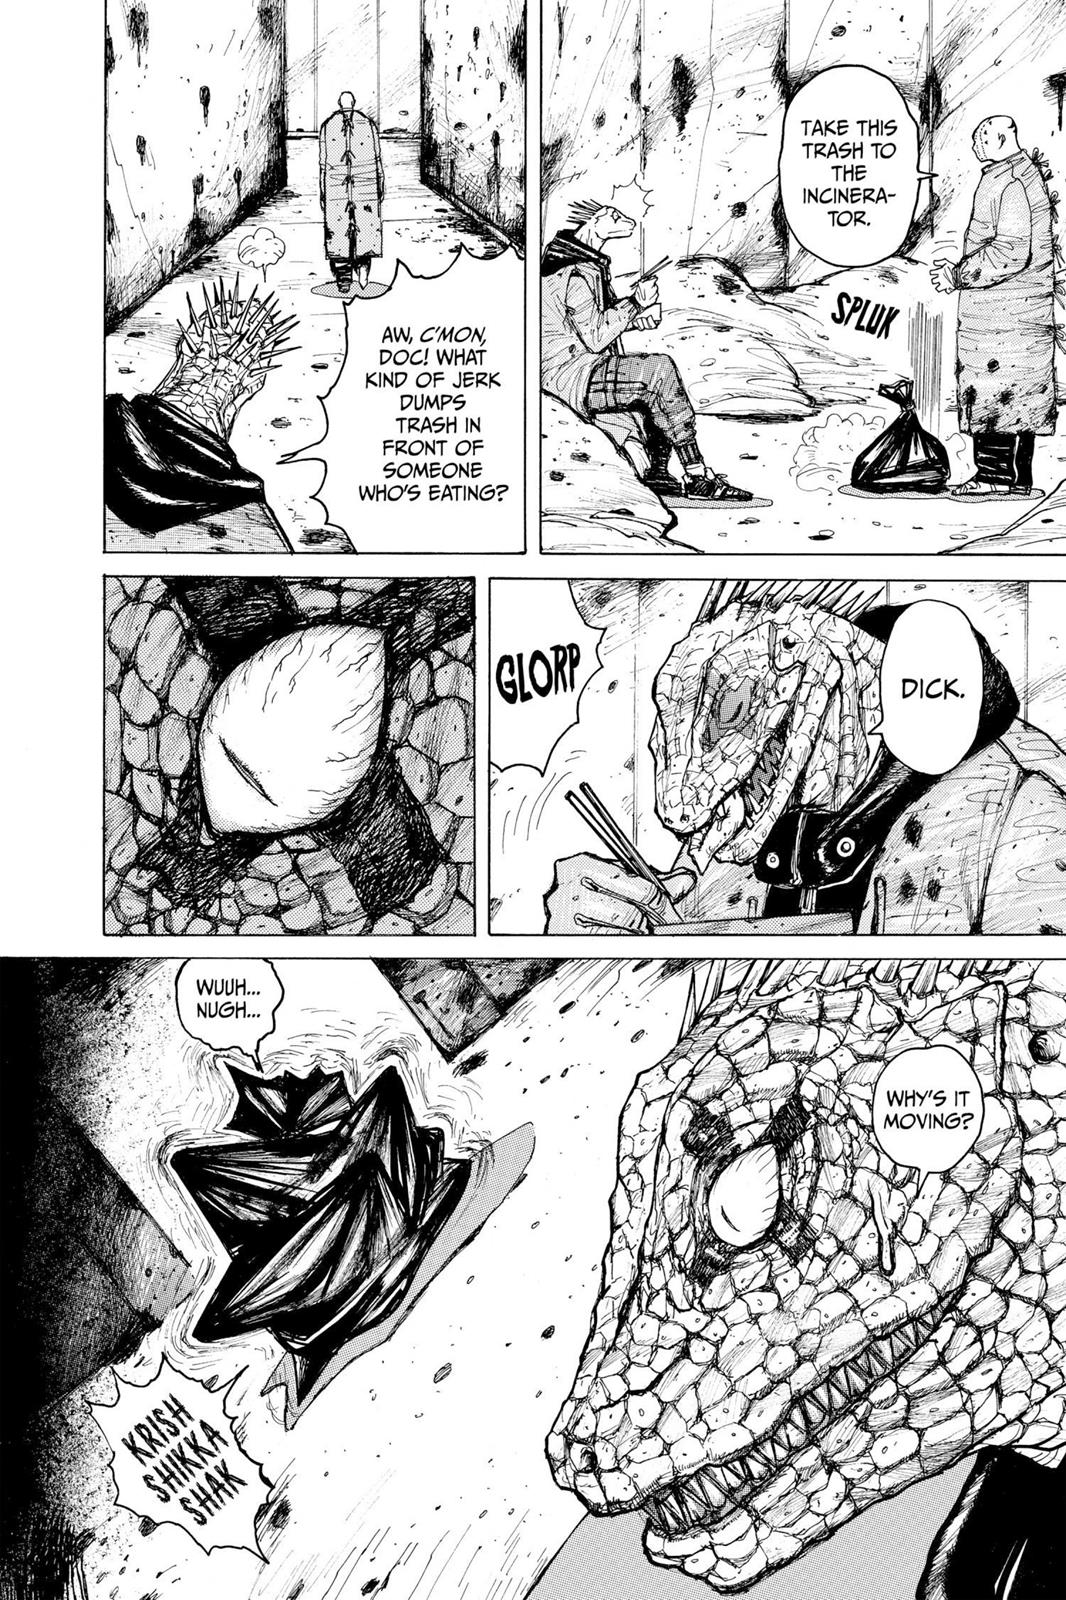 TAKE THIS
TRASH TO
THE
INCINERA-
TOR.
SPLUK
AW, C'MON,
DOC! WHAT
KIND OF JERK
DUMPS
TRASH IN
FRONT OF
SOMEONE
WHO'S EATING?
DICK.
GLORP
WHY'S IT
MOVING?
WUUH...
NUGH...
KRISH
SHIKKA
SHAK